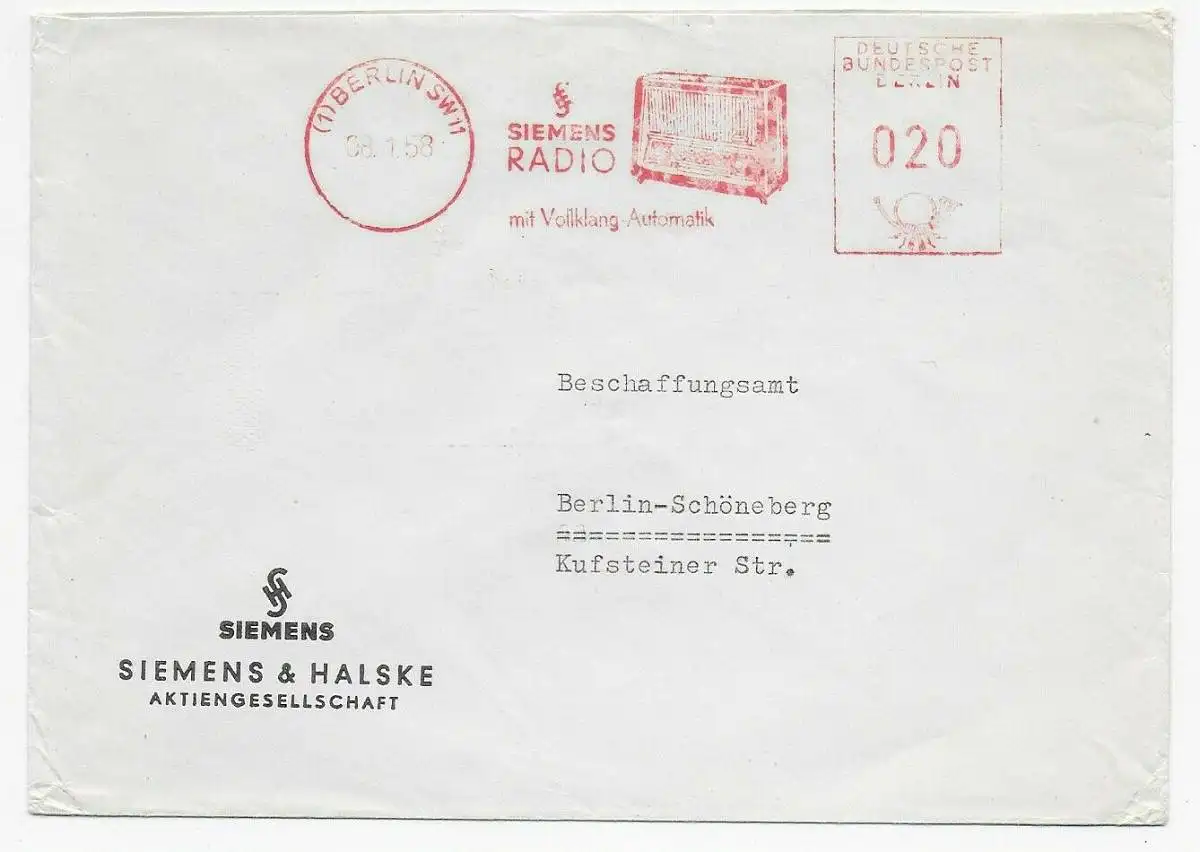 (1) BERLIN SW 11
08.1.58
SIEMENS
RADIO
mit Vollklang-Automatik
DEUTSCHE
BUNDESPOST
BERLIN
020
Beschaffungsamt
Berlin-Schöneberg
=================
Kufsteiner Str.
SIEMENS
SIEMENS & HALSKE
AKTIENGESELLSCHAFT